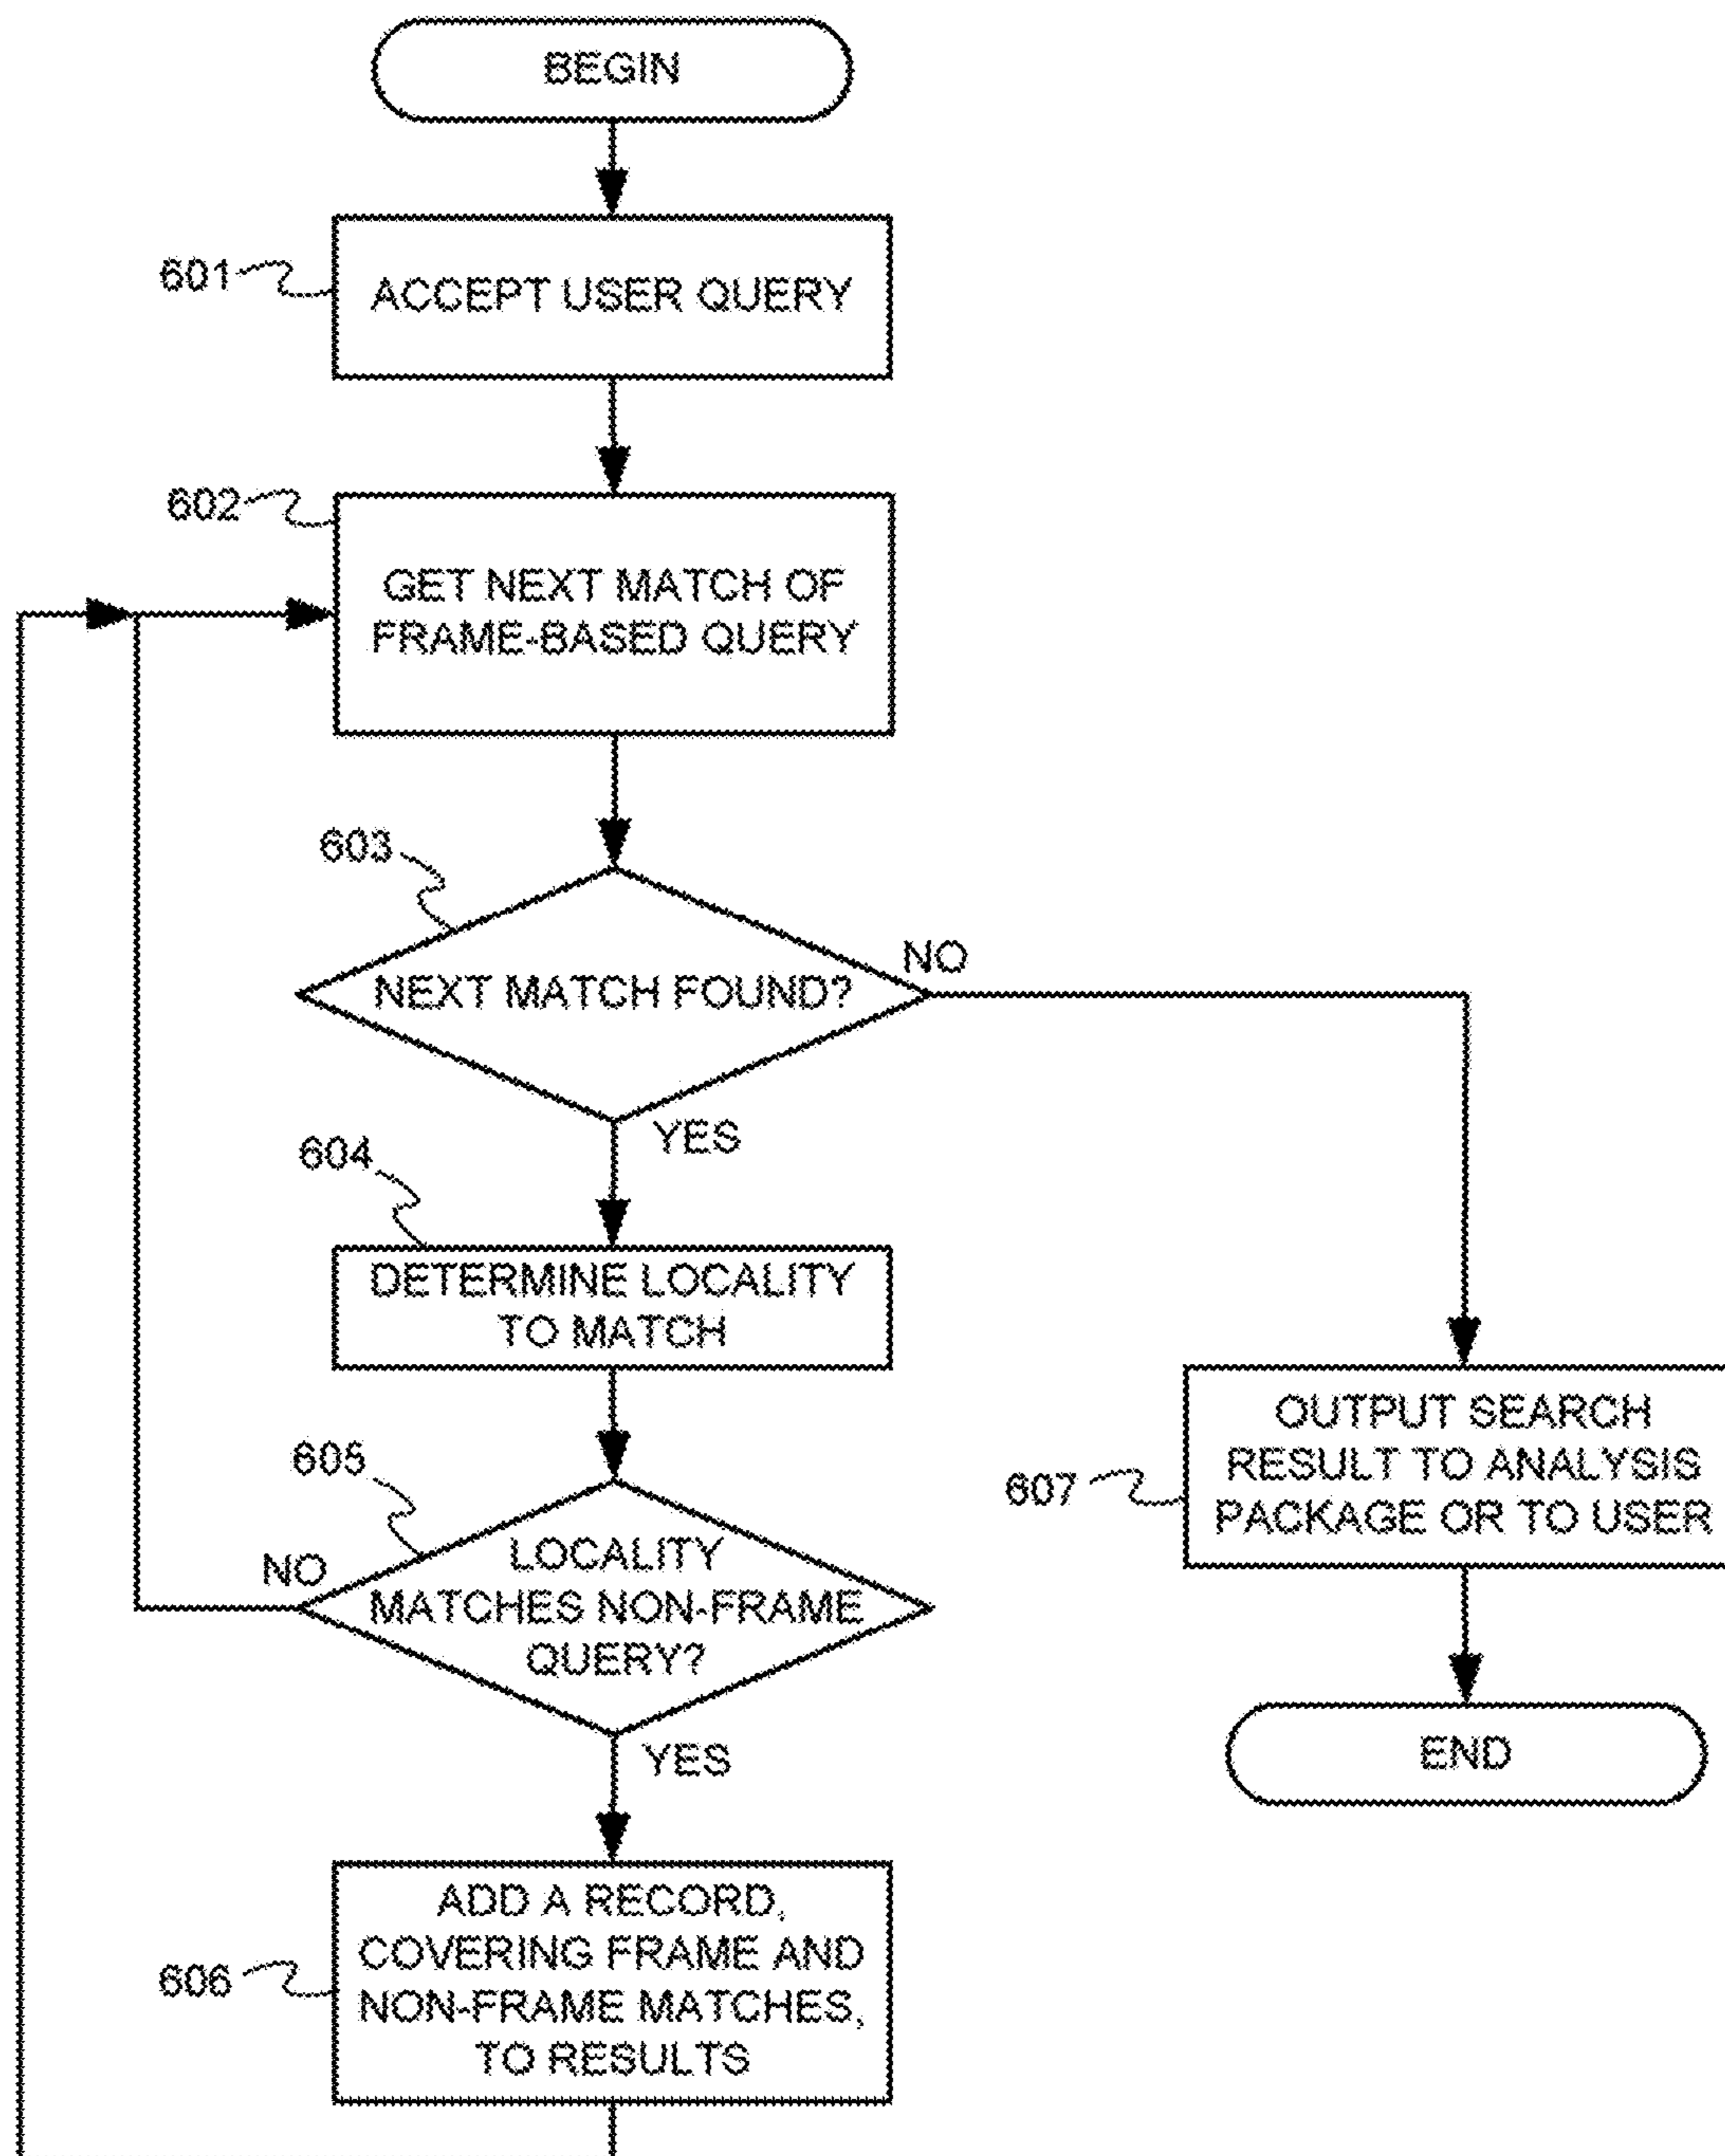 BEGIN
601
ACCEPT USER QUERY
602
GET NEXT MATCH OF
FRAME-BASED QUERY
603
NEXT MATCH FOUND?
NO
YES
604
DETERMINE LOCALITY
TO MATCH
605
LOCALITY
MATCHES NON-FRAME
QUERY?
NO
YES
606
ADD A RECORD,
COVERING FRAME AND
NON-FRAME MATCHES,
TO RESULTS
607
OUTPUT SEARCH
RESULT TO ANALYSIS
PACKAGE OR TO USER
END